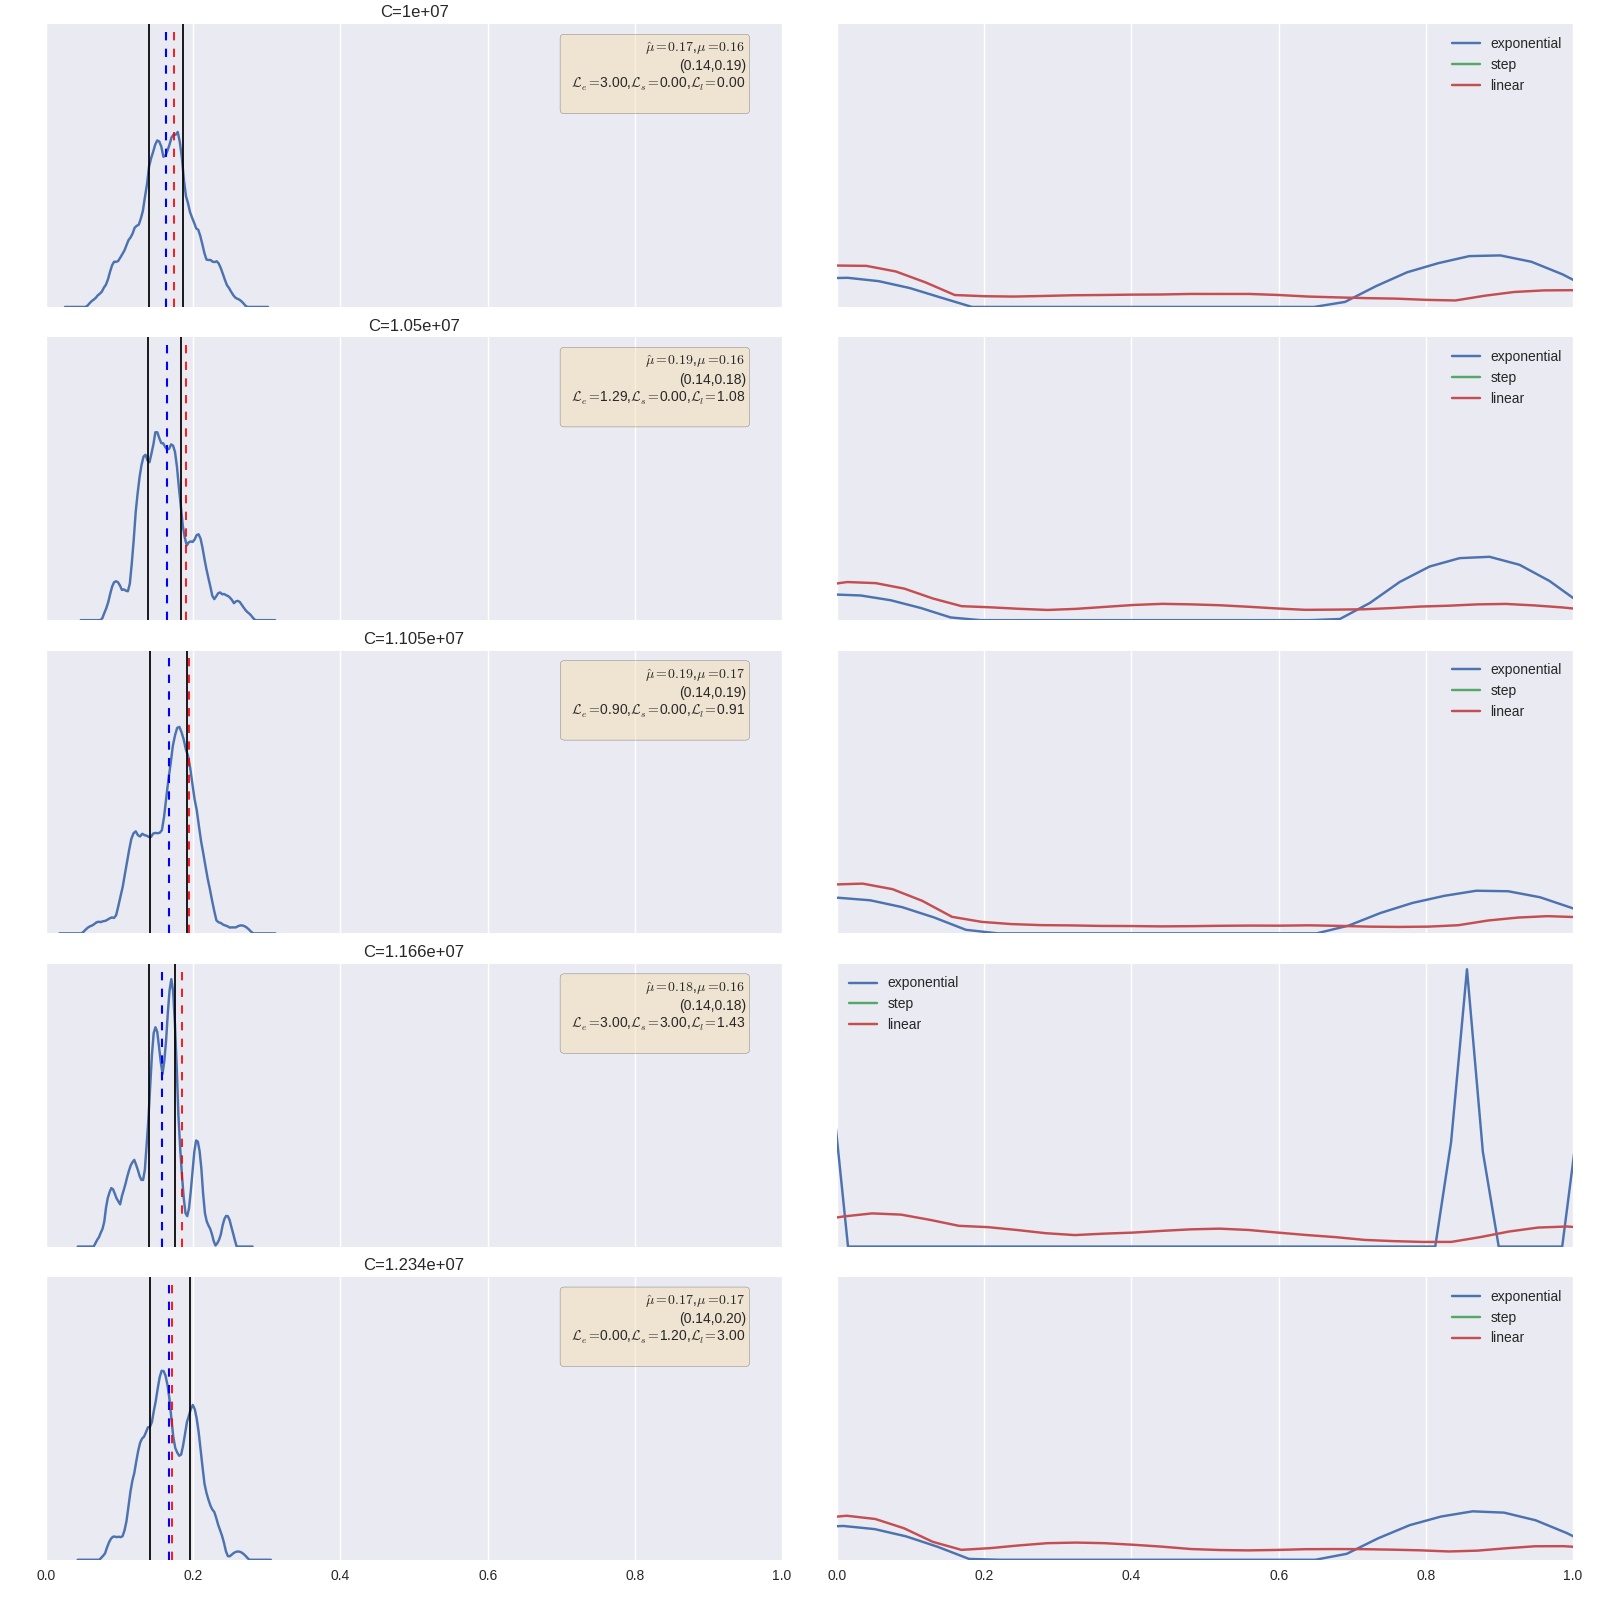 C=1e+07
μ̂=0.17,μ=0.16
(0.14,0.19)
ℒₑ=3.00,ℒₛ=0.00,ℒₗ=0.00
exponential
step
linear
C=1.05e+07
μ̂=0.19,μ=0.16
(0.14,0.18)
ℒₑ=1.29,ℒₛ=0.00,ℒₗ=1.08
exponential
step
linear
C=1.105e+07
μ̂=0.19,μ=0.17
(0.14,0.19)
ℒₑ=0.90,ℒₛ=0.00,ℒₗ=0.91
exponential
step
linear
C=1.166e+07
μ̂=0.18,μ=0.16
(0.14,0.18)
ℒₑ=3.00,ℒₛ=3.00,ℒₗ=1.43
exponential
step
linear
C=1.234e+07
μ̂=0.17,μ=0.17
(0.14,0.20)
ℒₑ=0.00,ℒₛ=1.20,ℒₗ=3.00
exponential
step
linear
0.0 0.2 0.4 0.6 0.8 1.0
0.0 0.2 0.4 0.6 0.8 1.0